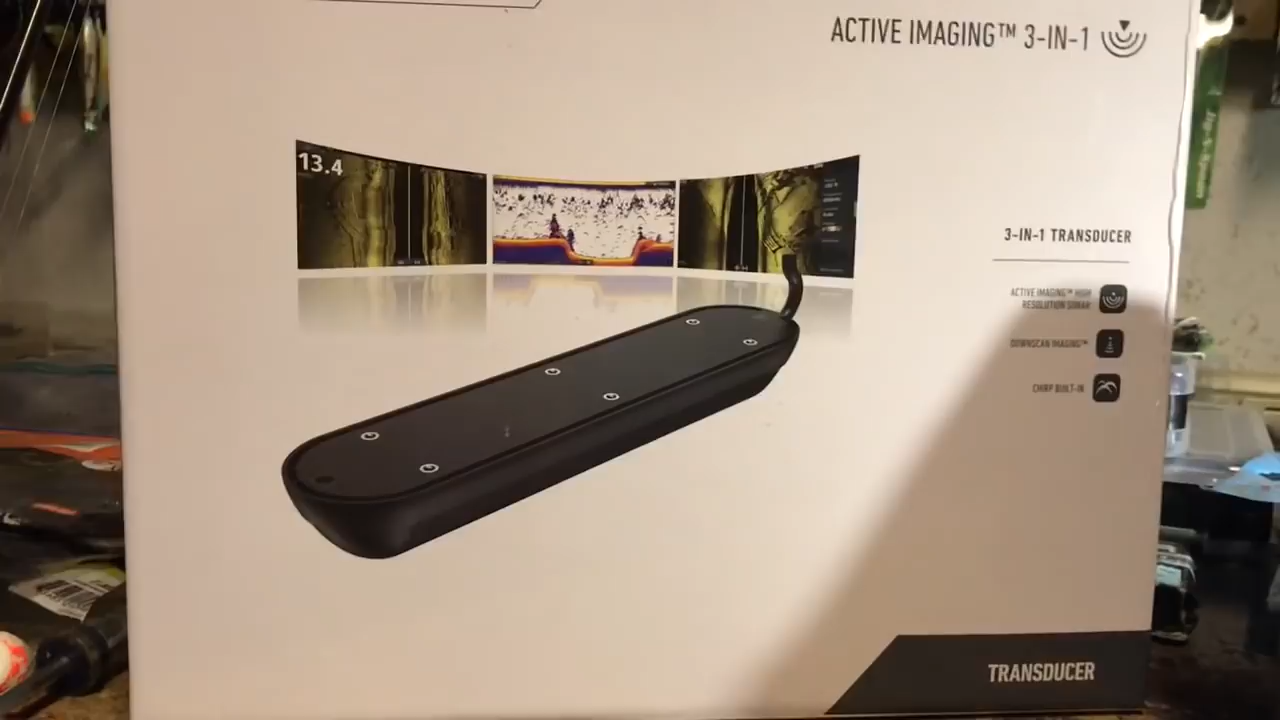 ACTIVE IMAGING™ 3-IN-1
13.4
3-IN-1 TRANSDUCER
ACTIVE IMAGING™ HIGH
RESOLUTION SONAR
DOWNSCAN IMAGING™
CHIRP BUILT-IN
TRANSDUCER